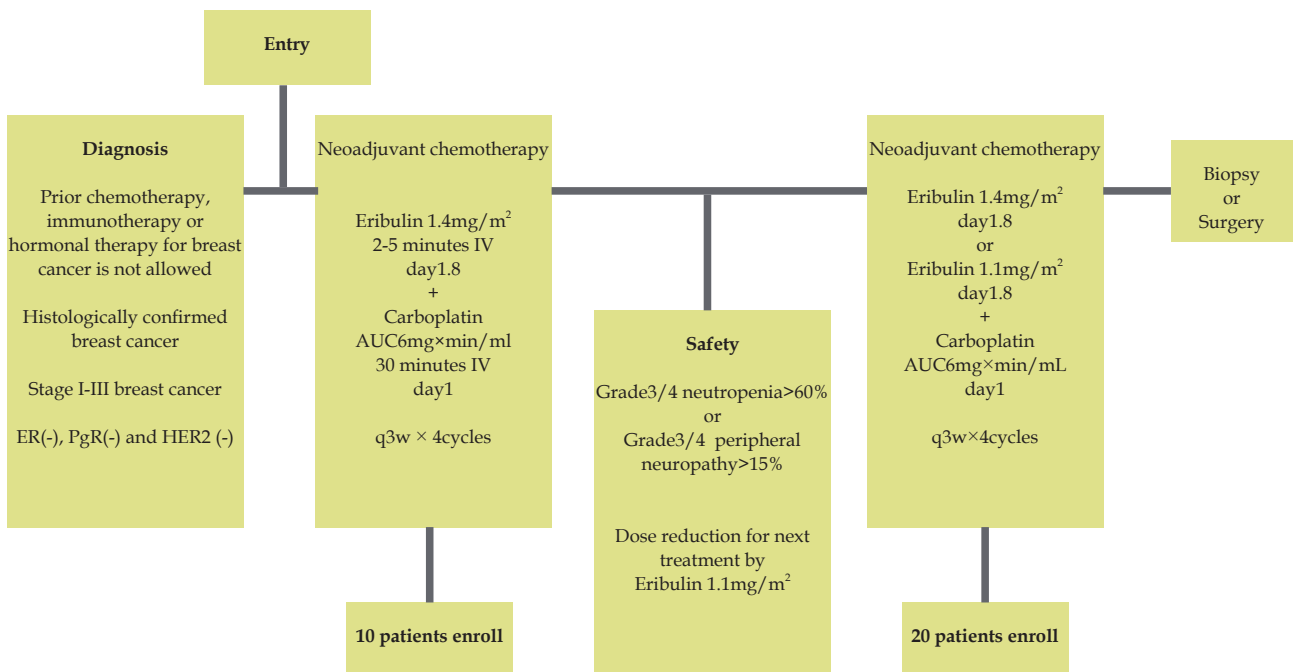 Entry
Diagnosis
Prior chemotherapy,
immunotherapy or
hormonal therapy for breast
cancer is not allowed
Histologically confirmed
breast cancer
Stage I-III breast cancer
ER(-), PgR(-) and HER2 (-)
Neoadjuvant chemotherapy
Eribulin 1.4mg/m²
2-5 minutes IV
day1.8
+
Carboplatin
AUC6mg×min/ml
30 minutes IV
day1
q3w × 4cycles
10 patients enroll
Safety
Grade3/4 neutropenia>60%
or
Grade3/4 peripheral
neuropathy>15%
Dose reduction for next
treatment by
Eribulin 1.1mg/m²
Neoadjuvant chemotherapy
Eribulin 1.4mg/m²
day1.8
or
Eribulin 1.1mg/m²
day1.8
+
Carboplatin
AUC6mg×min/mL
day1
q3w×4cycles
20 patients enroll
Biopsy
or
Surgery